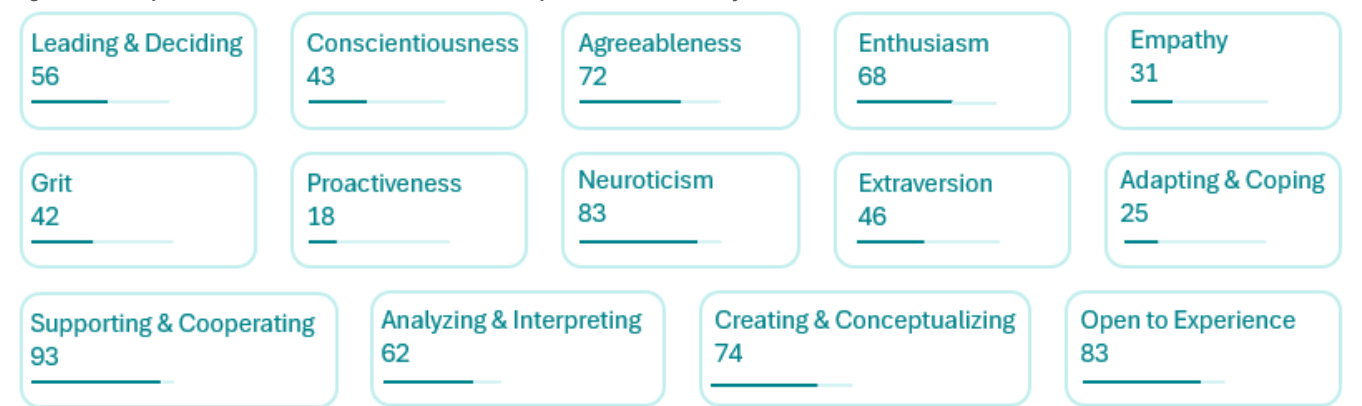 Leading & Deciding
56
Conscientiousness
43
Agreeableness
72
Enthusiasm
68
Empathy
31
Grit
42
Proactiveness
18
Neuroticism
83
Extraversion
46
Adapting & Coping
25
Supporting & Cooperating
93
Analyzing & Interpreting
62
Creating & Conceptualizing
74
Open to Experience
83